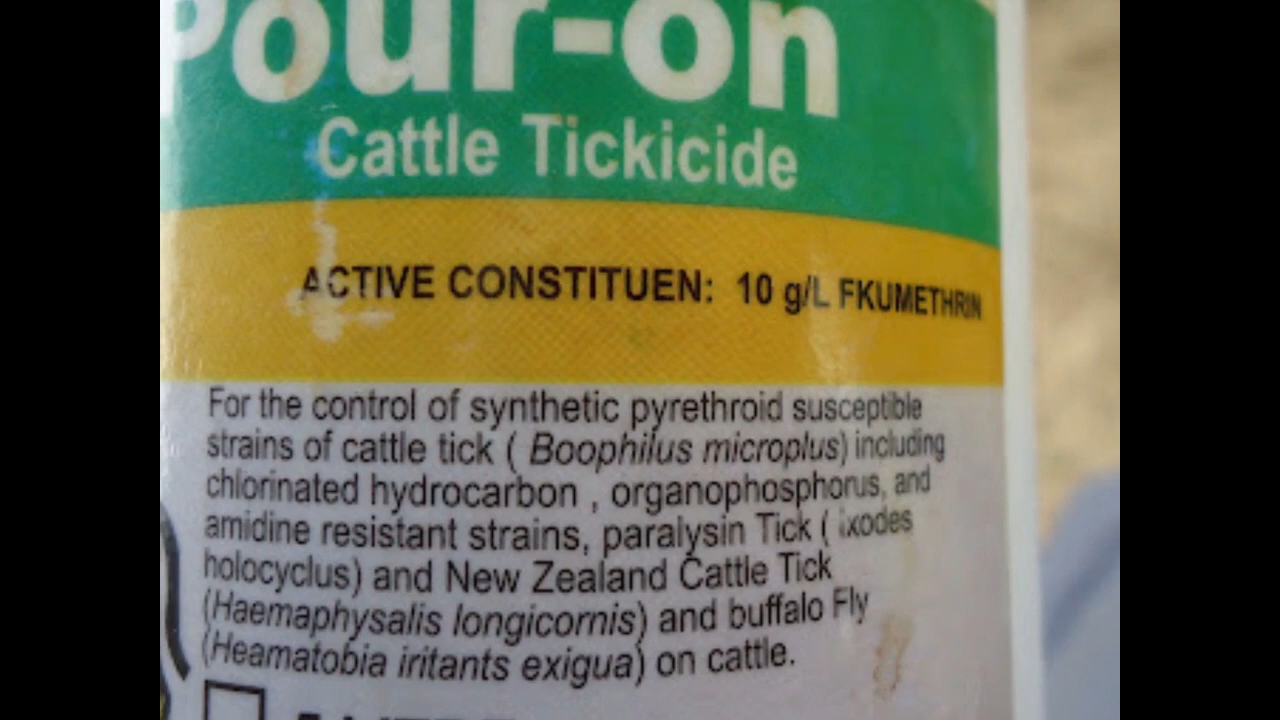 Pour-on
Cattle Tickicide
ACTIVE CONSTITUEN: 10 g/L FKUMETHRIN
For the control of synthetic pyrethroid susceptible
strains of cattle tick ( Boophilus microplus) including
chlorinated hydrocarbon , organophosphorus, and
amidine resistant strains, paralysin Tick ( ixodes
holocyclus) and New Zealand Cattle Tick
(Haemaphysalis longicornis) and buffalo Fly
(Heamatobia iritants exigua) on cattle.